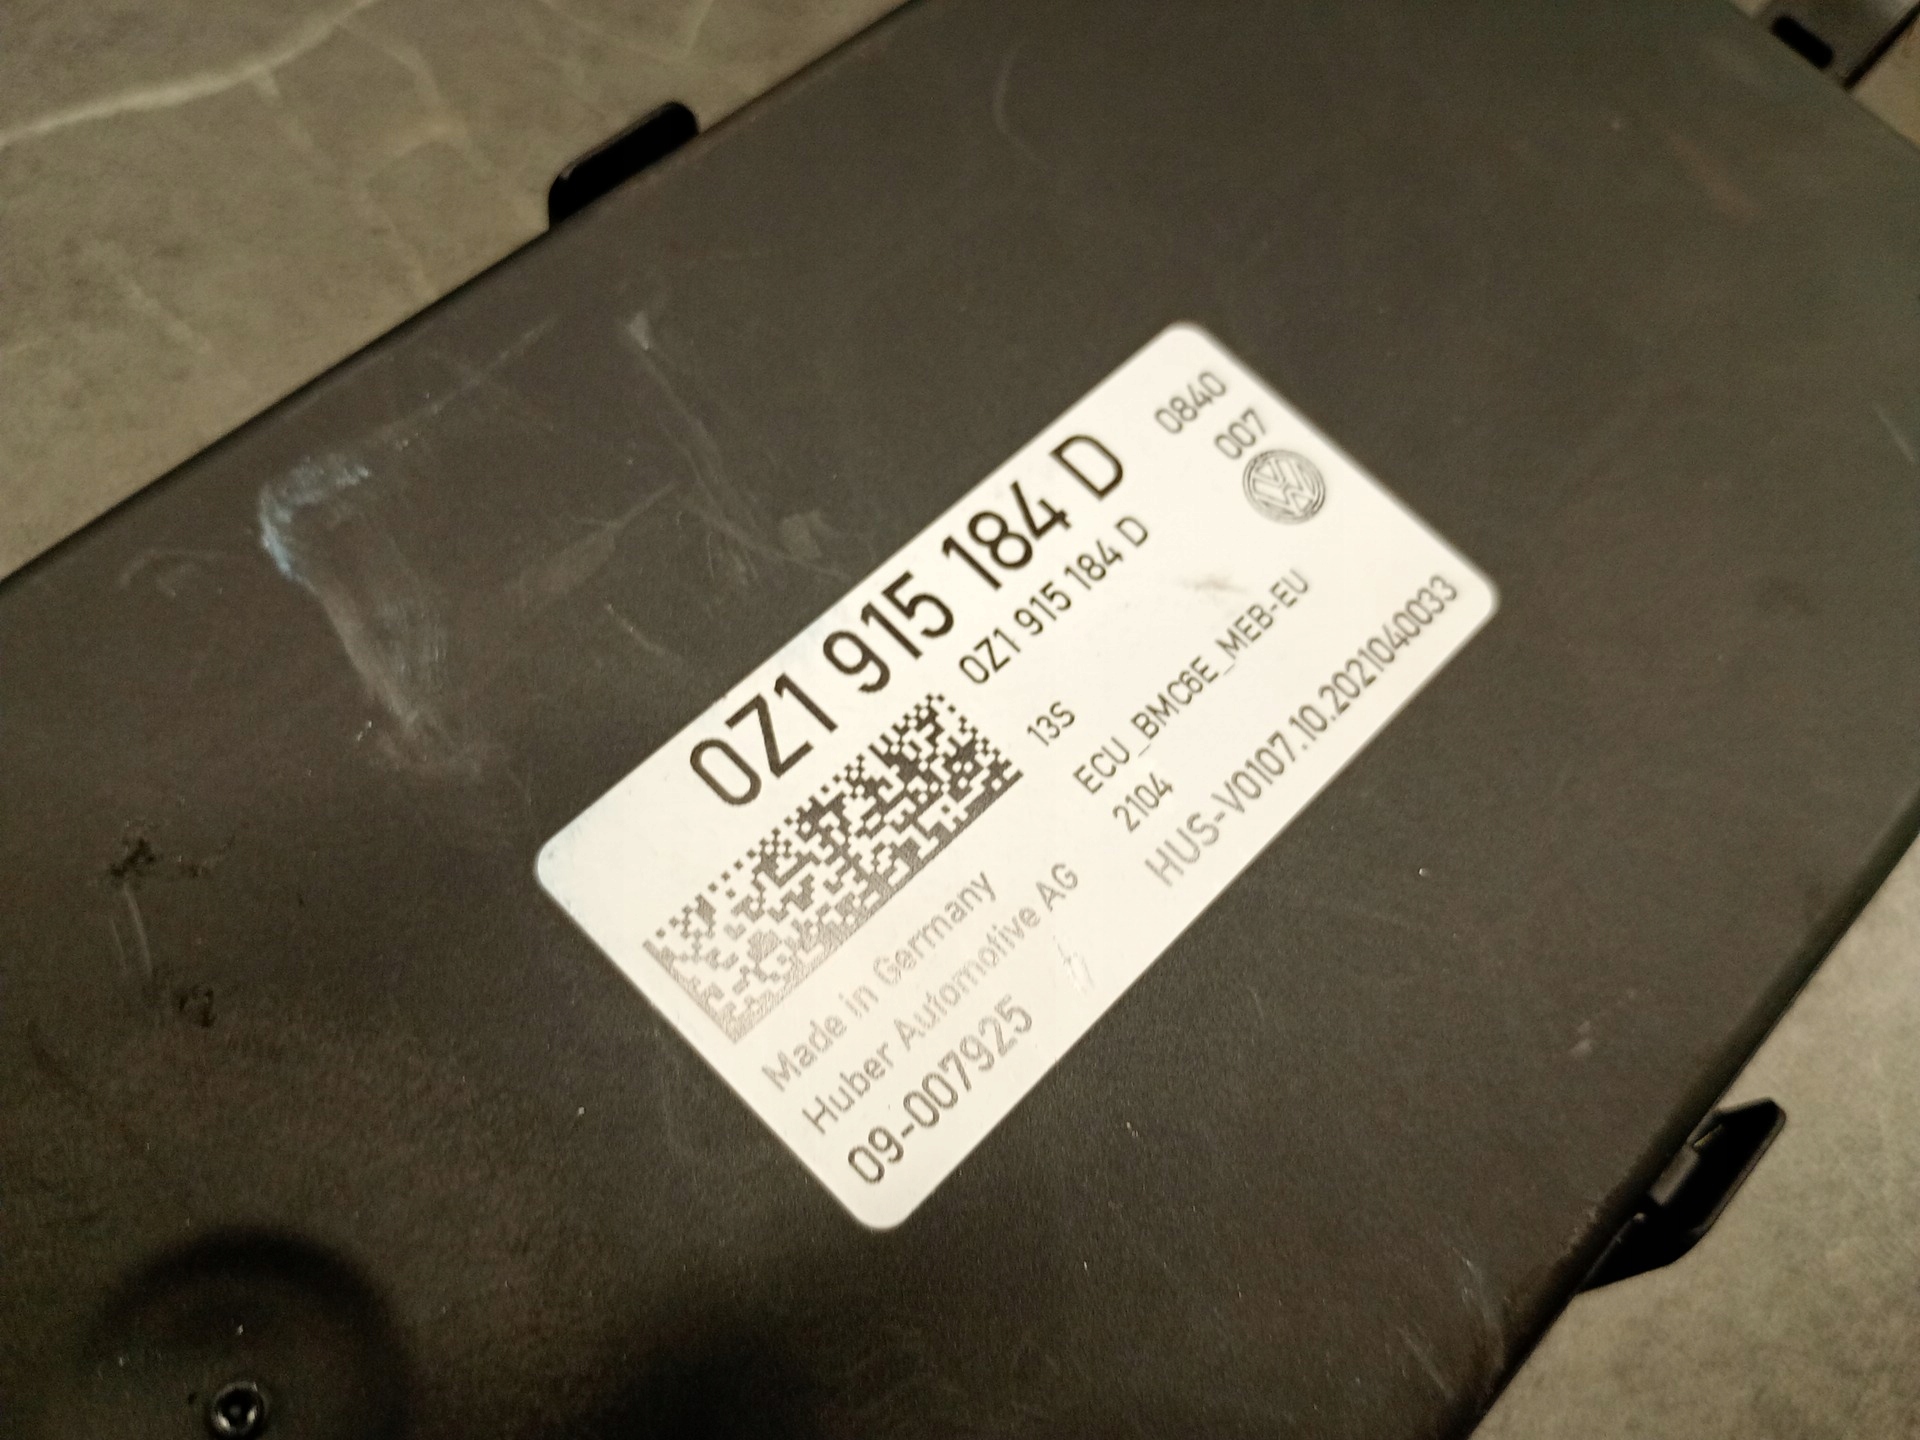 0Z1 915 184 D
0840
007
0Z1 915 184 D
13S
ECU_BMC6E_MEB-EU
2104
HUS-V0107.10.2021040033
Made in Germany
Huber Automotive AG
09-007925